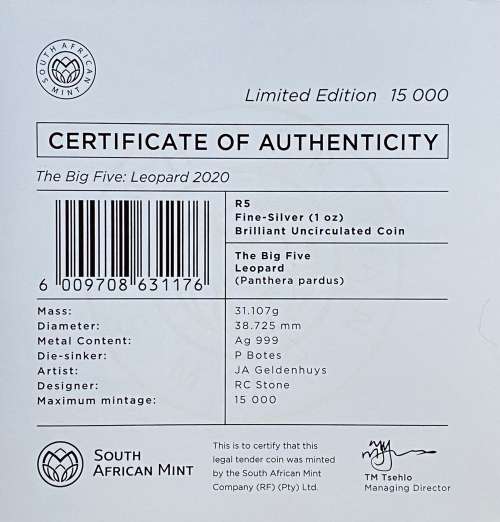 SOUTH AFRICAN MINT
Limited Edition 15 000
CERTIFICATE OF AUTHENTICITY
The Big Five: Leopard 2020
R5
Fine-Silver (1 oz)
Brilliant Uncirculated Coin
The Big Five
Leopard
(Panthera pardus)
6 009708 631176
Mass: 31.107g
Diameter: 38.725 mm
Metal Content: Ag 999
Die-sinker: P Botes
Artist: JA Geldenhuys
Designer: RC Stone
Maximum mintage: 15 000
SOUTH
AFRICAN MINT
This is to certify that this
legal tender coin was minted
by the South African Mint
Company (RF) (Pty) Ltd.
TM Tsehlo
Managing Director